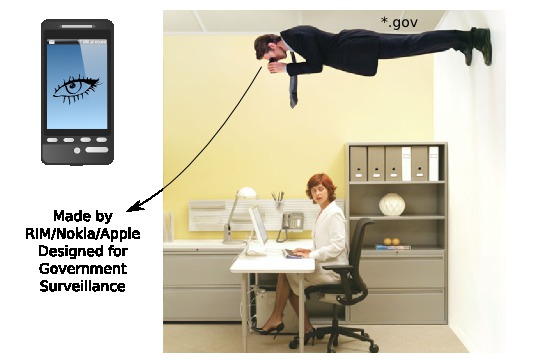 *.gov
Made by
RIM/Nokia/Apple
Designed for
Government
Surveillance